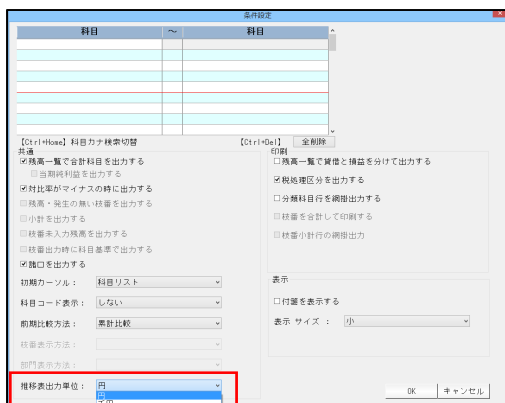 条件設定
科目 ～ 科目
【Ctrl+Home】科目カナ検索切替
【Ctrl+Del】 全削除
共通
残高一覧で合計科目を出力する
当期純利益を出力する
対比率がマイナスの時に出力する
残高・発生の無い枝番を出力する
小計を出力する
枝番未入力残高を出力する
枝番出力時に科目基準で出力する
諸口を出力する
初期カーソル： 科目リスト
科目コード表示： しない
前期比較方法： 累計比較
枝番表示方法：
部門表示方法：
推移表出力単位： 円
円
千円
印刷
残高一覧で貸借と損益を分けて出力する
税処理区分を出力する
分類科目行を網掛出力する
枝番を合計して印刷する
枝番小計行の網掛出力
表示
付箋を表示する
表示 サイズ ： 小
OK
キャンセル